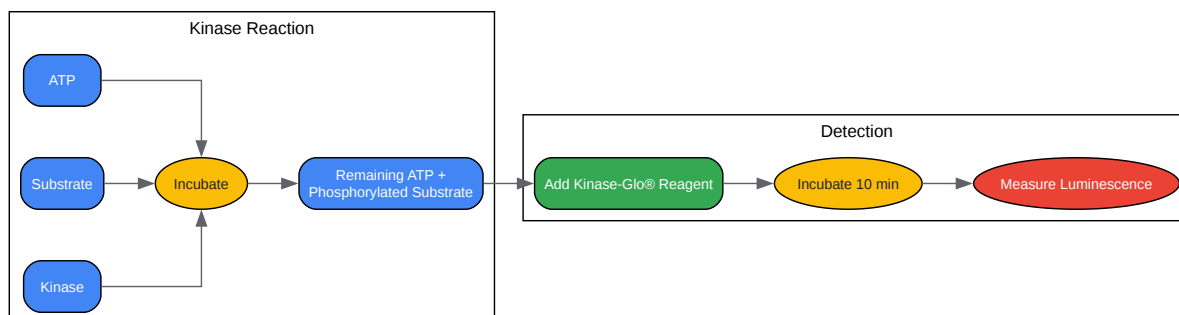 Kinase Reaction
ATP
Substrate
Kinase
Incubate
Remaining ATP +
Phosphorylated Substrate
Detection
Add Kinase-Glo® Reagent
Incubate 10 min
Measure Luminescence